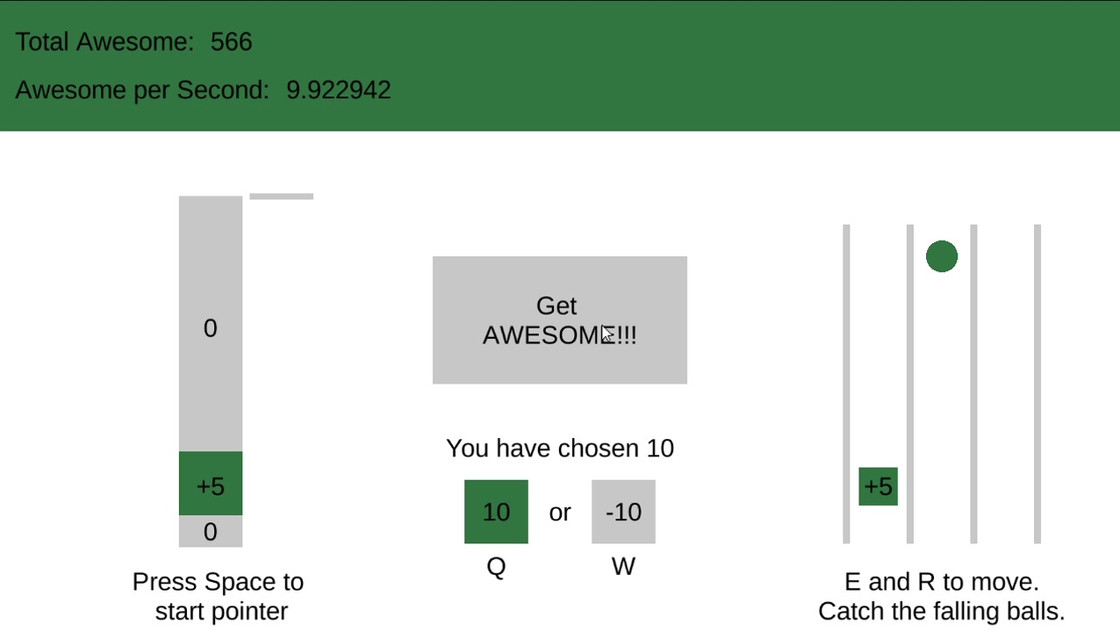 Total Awesome: 566
Awesome per Second: 9.922942
0
+5
0
Press Space to
start pointer
Get
AWESOME!!!
You have chosen 10
10 or -10
Q W
+5
E and R to move.
Catch the falling balls.